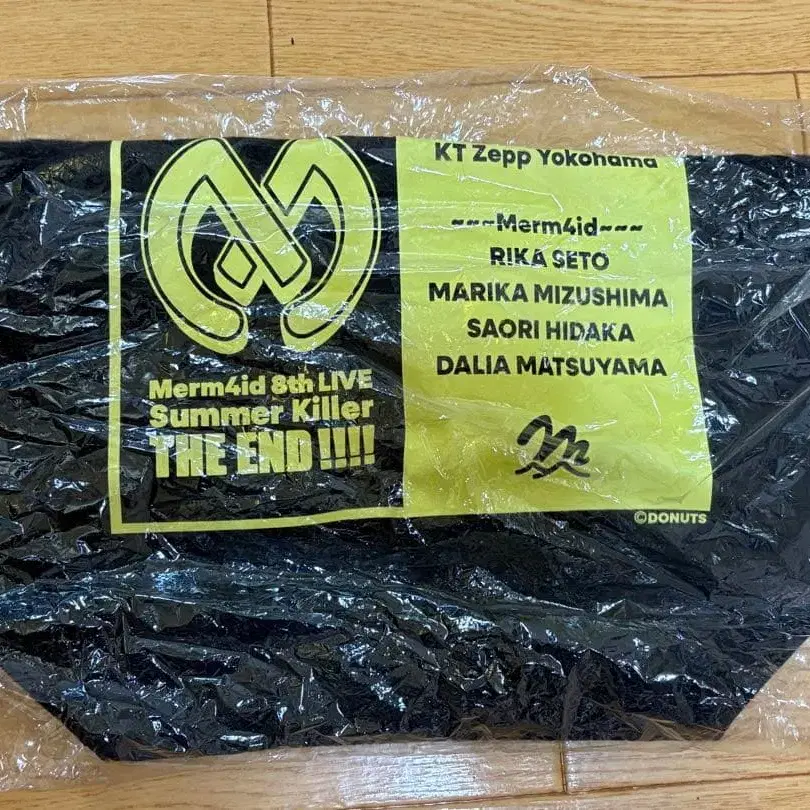 Merm4id 8th LIVE
Summer Killer
THE END !!!!
KT Zepp Yokohama
~~~Merm4id~~~
RIKA SETO
MARIKA MIZUSHIMA
SAORI HIDAKA
DALIA MATSUYAMA
©DONUTS